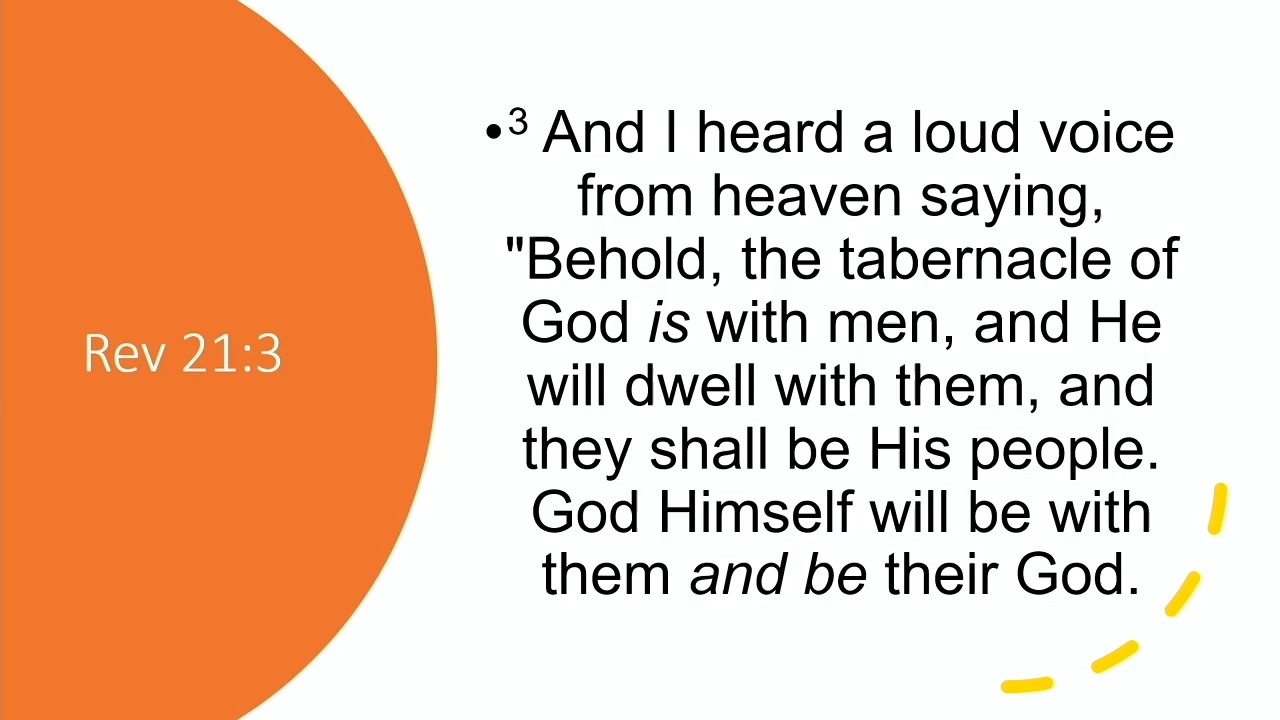 Rev 21:3
•3 And I heard a loud voice
from heaven saying,
"Behold, the tabernacle of
God is with men, and He
will dwell with them, and
they shall be His people.
God Himself will be with
them and be their God.